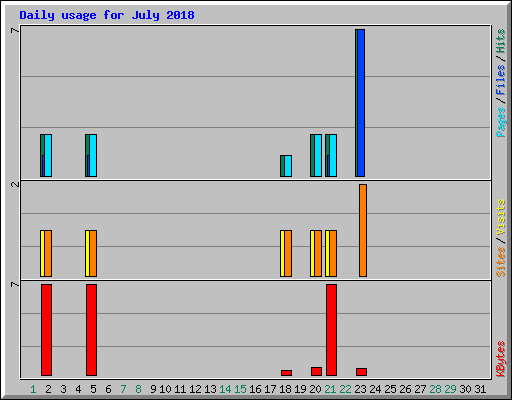 Daily usage for July 2018
7
Pages / Files / Hits
2
Sites / Visits
7
KBytes
1 2 3 4 5 6 7 8 9 10 11 12 13 14 15 16 17 18 19 20 21 22 23 24 25 26 27 28 29 30 31